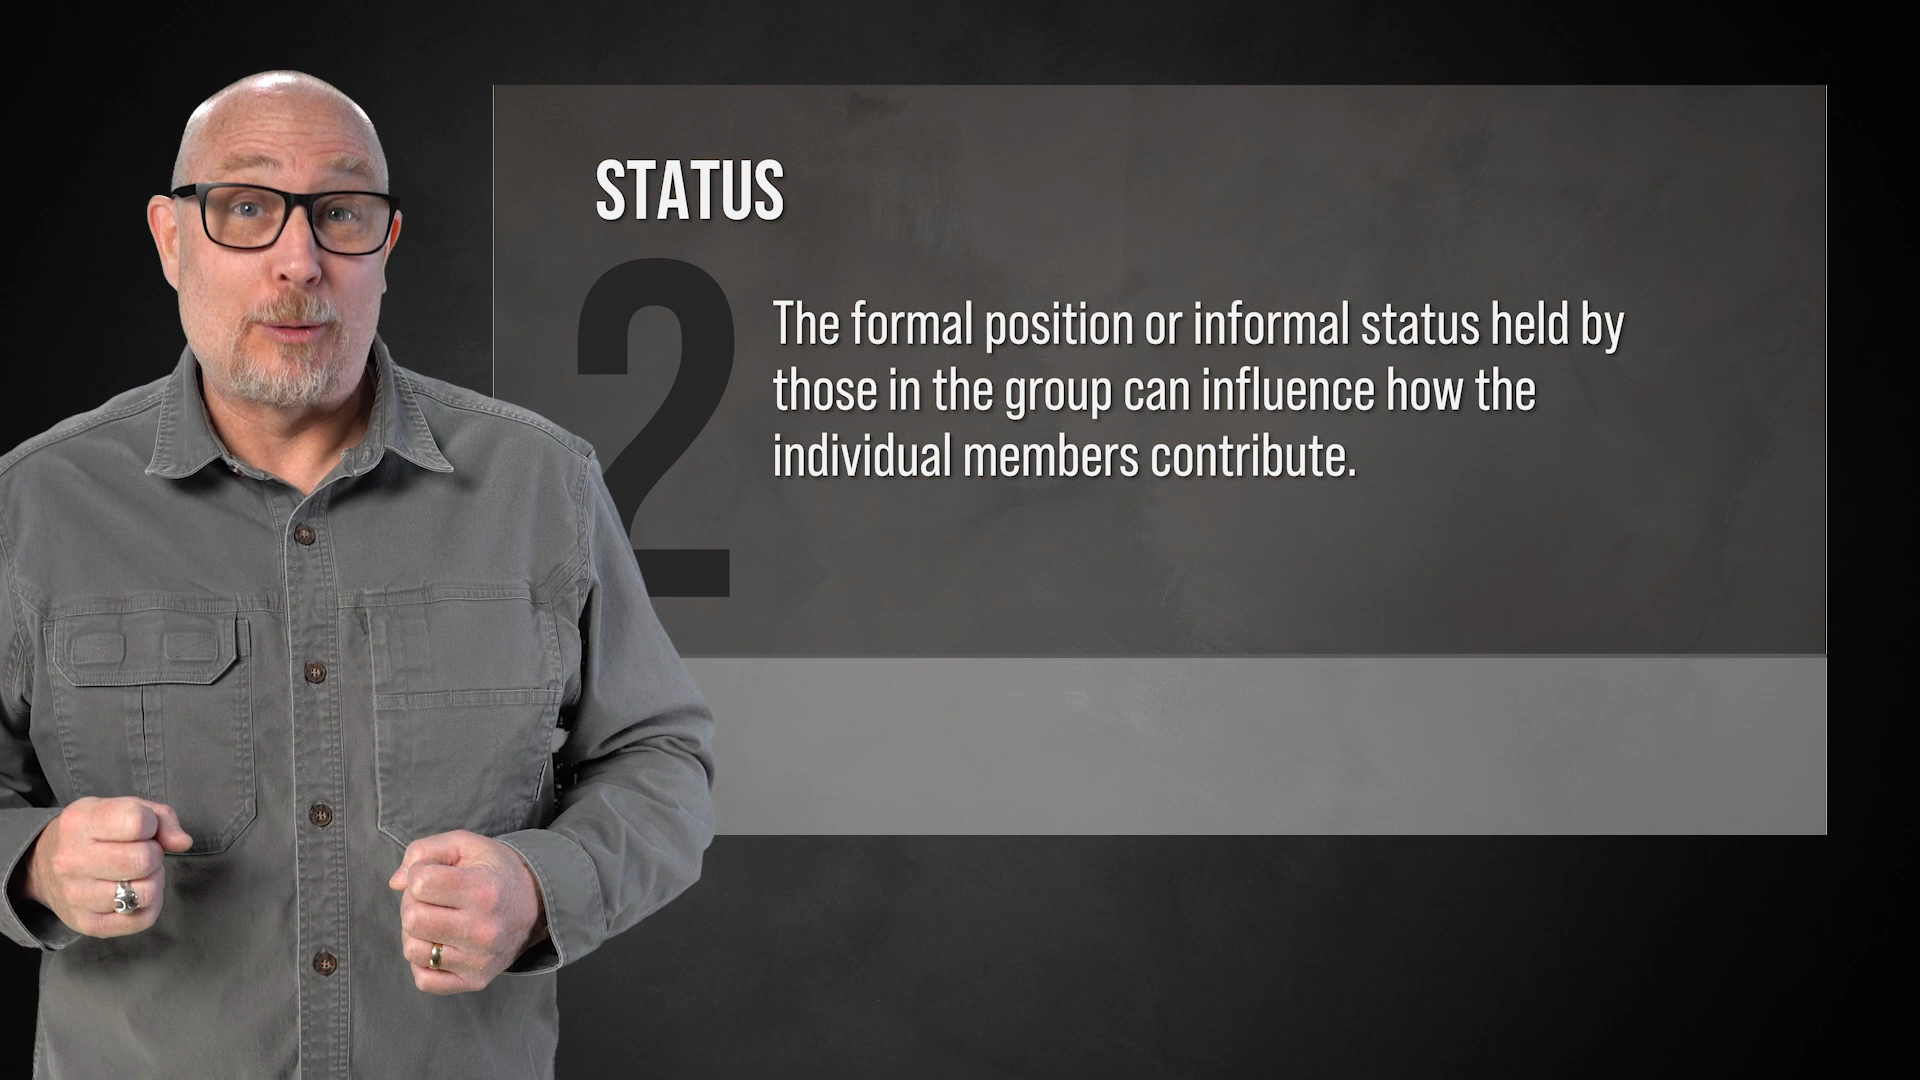 STATUS
2
The formal position or informal status held by
those in the group can influence how the
individual members contribute.